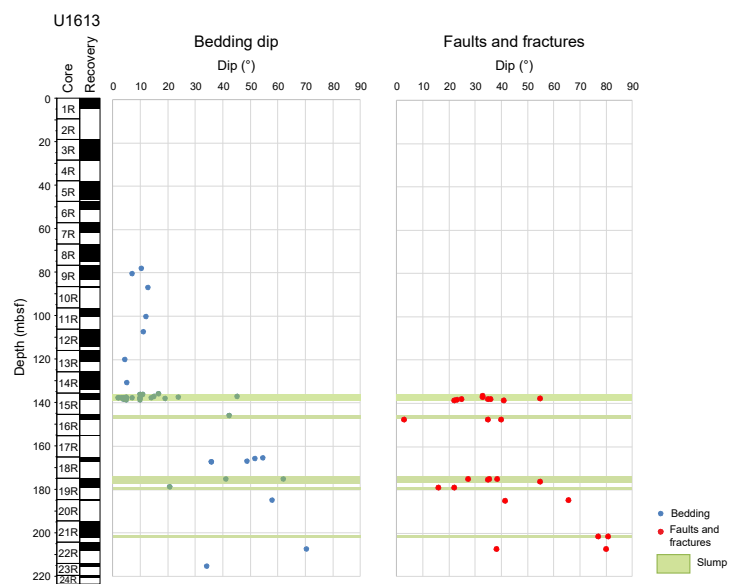 U1613
Bedding dip
Faults and fractures
Core
Recovery
Dip (°)
Dip (°)
0 10 20 30 40 50 60 70 80 90
0 10 20 30 40 50 60 70 80 90
Depth (mbsf)
0
20
40
60
80
100
120
140
160
180
200
220
1R
2R
3R
4R
5R
6R
7R
8R
9R
10R
11R
12R
13R
14R
15R
16R
17R
18R
19R
20R
21R
22R
23R
24R
Bedding
Faults and
fractures
Slump